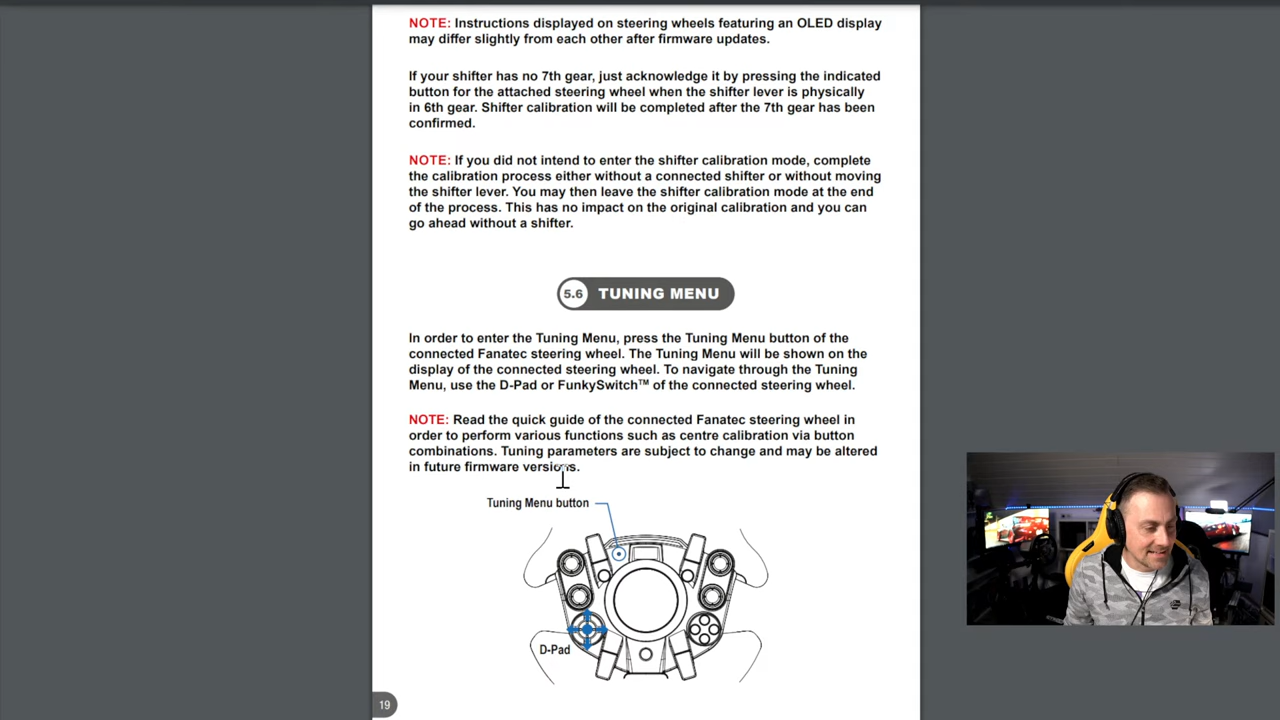 NOTE: Instructions displayed on steering wheels featuring an OLED display
may differ slightly from each other after firmware updates.
If your shifter has no 7th gear, just acknowledge it by pressing the indicated
button for the attached steering wheel when the shifter lever is physically
in 6th gear. Shifter calibration will be completed after the 7th gear has been
confirmed.
NOTE: If you did not intend to enter the shifter calibration mode, complete
the calibration process either without a connected shifter or without moving
the shifter lever. You may then leave the shifter calibration mode at the end
of the process. This has no impact on the original calibration and you can
go ahead without a shifter.
5.6 TUNING MENU
In order to enter the Tuning Menu, press the Tuning Menu button of the
connected Fanatec steering wheel. The Tuning Menu will be shown on the
display of the connected steering wheel. To navigate through the Tuning
Menu, use the D-Pad or FunkySwitch™ of the connected steering wheel.
NOTE: Read the quick guide of the connected Fanatec steering wheel in
order to perform various functions such as centre calibration via button
combinations. Tuning parameters are subject to change and may be altered
in future firmware versions.
Tuning Menu button
D-Pad
19